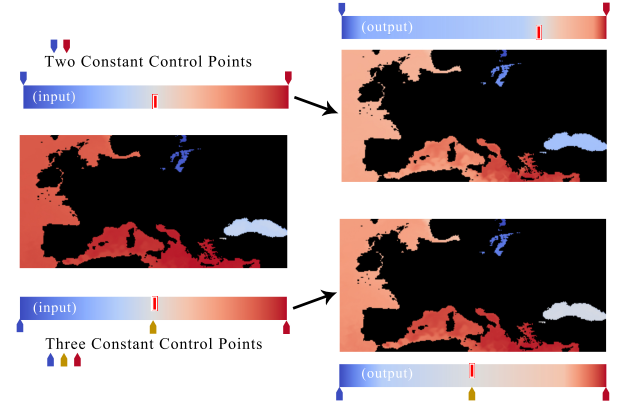 Two Constant Control Points
(input)
(output)
(input)
Three Constant Control Points
(output)